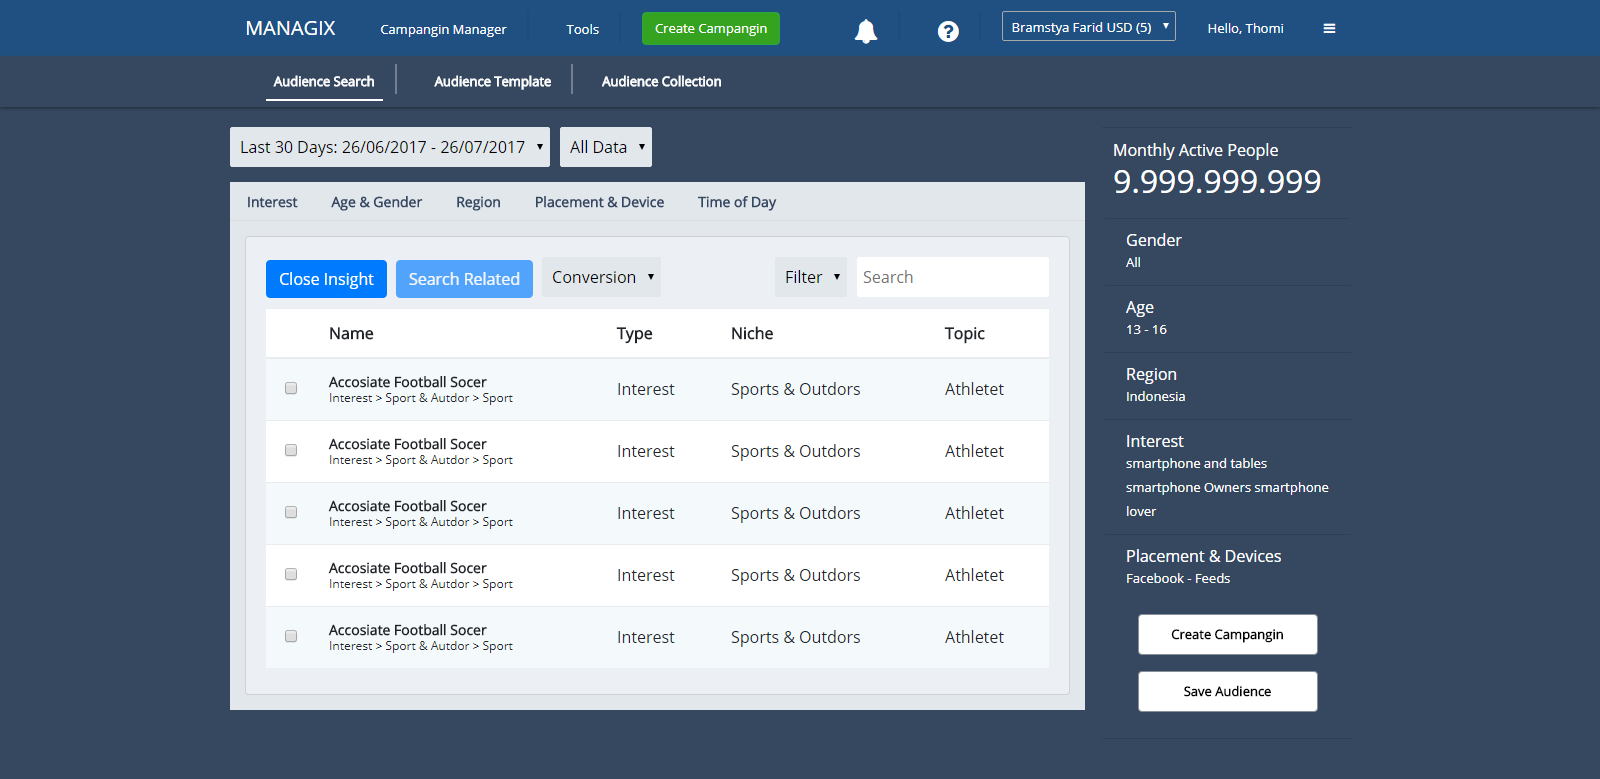 MANAGIX
Campangin Manager
Tools
Create Campangin
Bramstya Farid USD (5)
Hello, Thomi
Audience Search
Audience Template
Audience Collection
Last 30 Days: 26/06/2017 - 26/07/2017
All Data
Interest
Age & Gender
Region
Placement & Device
Time of Day
Close Insight
Search Related
Conversion
Filter
Search
Name Type Niche Topic
Accosiate Football Socer
Interest > Sport & Autdor > Sport
Interest Sports & Outdors Athletet
Accosiate Football Socer
Interest > Sport & Autdor > Sport
Interest Sports & Outdors Athletet
Accosiate Football Socer
Interest > Sport & Autdor > Sport
Interest Sports & Outdors Athletet
Accosiate Football Socer
Interest > Sport & Autdor > Sport
Interest Sports & Outdors Athletet
Accosiate Football Socer
Interest > Sport & Autdor > Sport
Interest Sports & Outdors Athletet
Monthly Active People
9.999.999.999
Gender
All
Age
13 - 16
Region
Indonesia
Interest
smartphone and tables
smartphone Owners smartphone
lover
Placement & Devices
Facebook - Feeds
Create Campangin
Save Audience